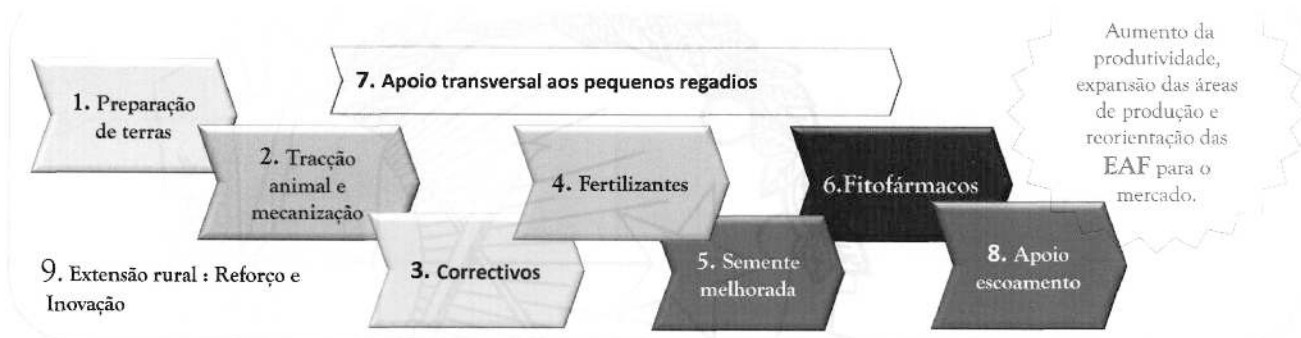 7. Apoio transversal aos pequenos regadios
1. Preparação
de terras
2. Tracção
animal e
mecanização
3. Correctivos
4. Fertilizantes
5. Semente
melhorada
6.Fitofármacos
8. Apoio
escoamento
9. Extensão rural : Reforço e
Inovação
Aumento da
produtividade,
expansão das áreas
de produção e
reorientação das
EAF para o
mercado.